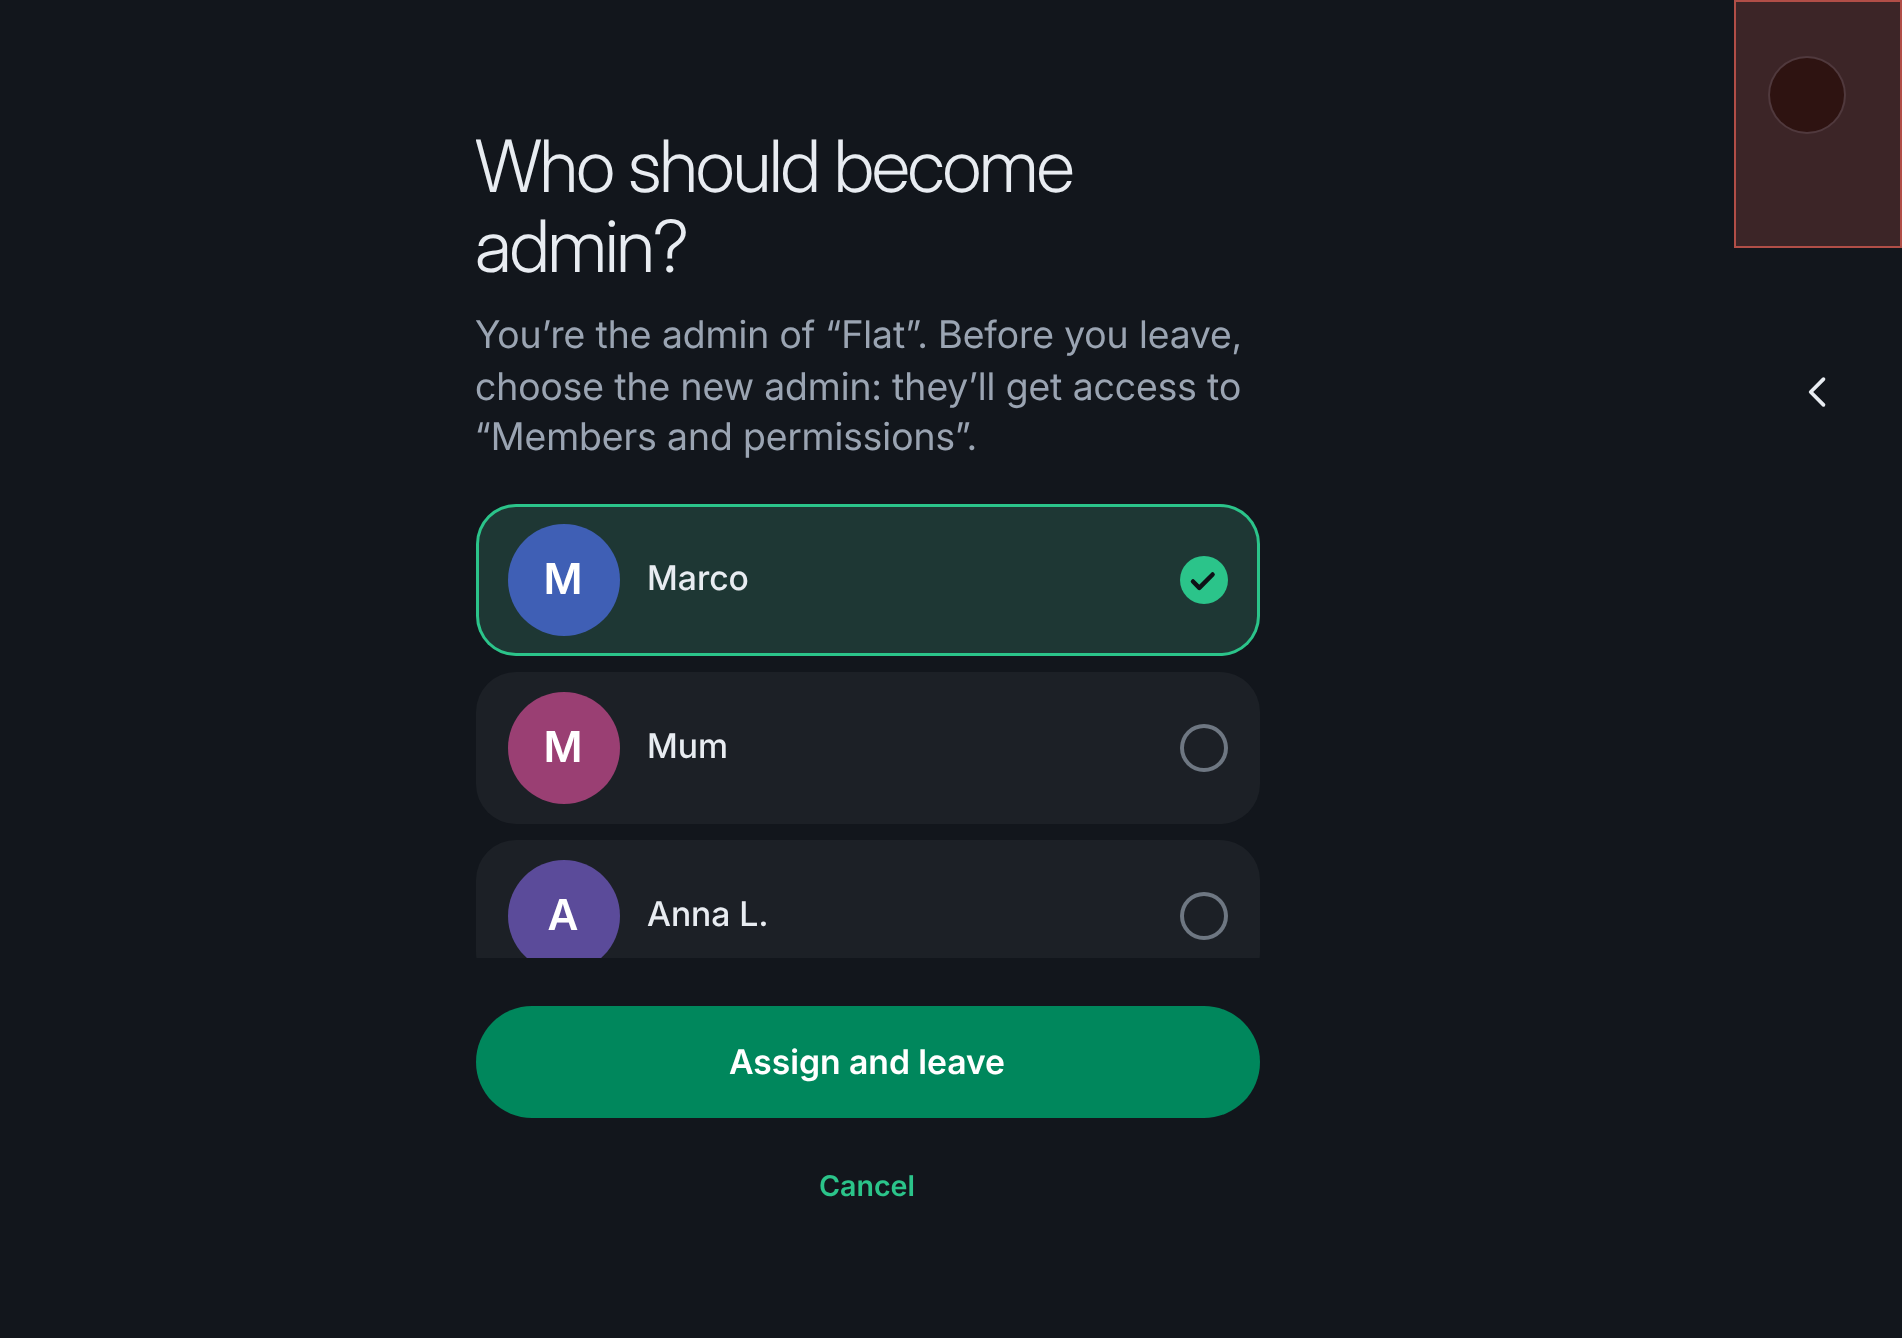 Who should become
admin?
You’re the admin of “Flat”. Before you leave,
choose the new admin: they’ll get access to
“Members and permissions”.
M Marco
M Mum
A Anna L.
Assign and leave
Cancel